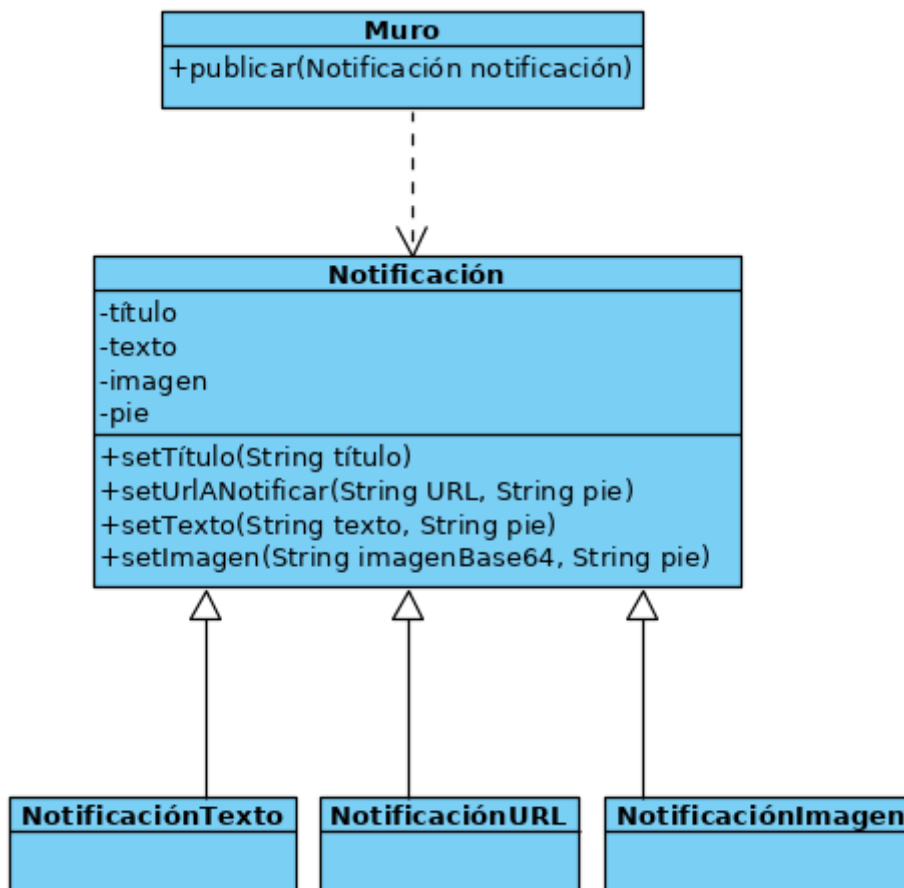 Muro
+publicar(Notificación notificación)
Notificación
-título
-texto
-imagen
-pie
+setTítulo(String título)
+setUrlANotificar(String URL, String pie)
+setTexto(String texto, String pie)
+setImagen(String imagenBase64, String pie)
NotificaciónTexto
NotificaciónURL
NotificaciónImagen